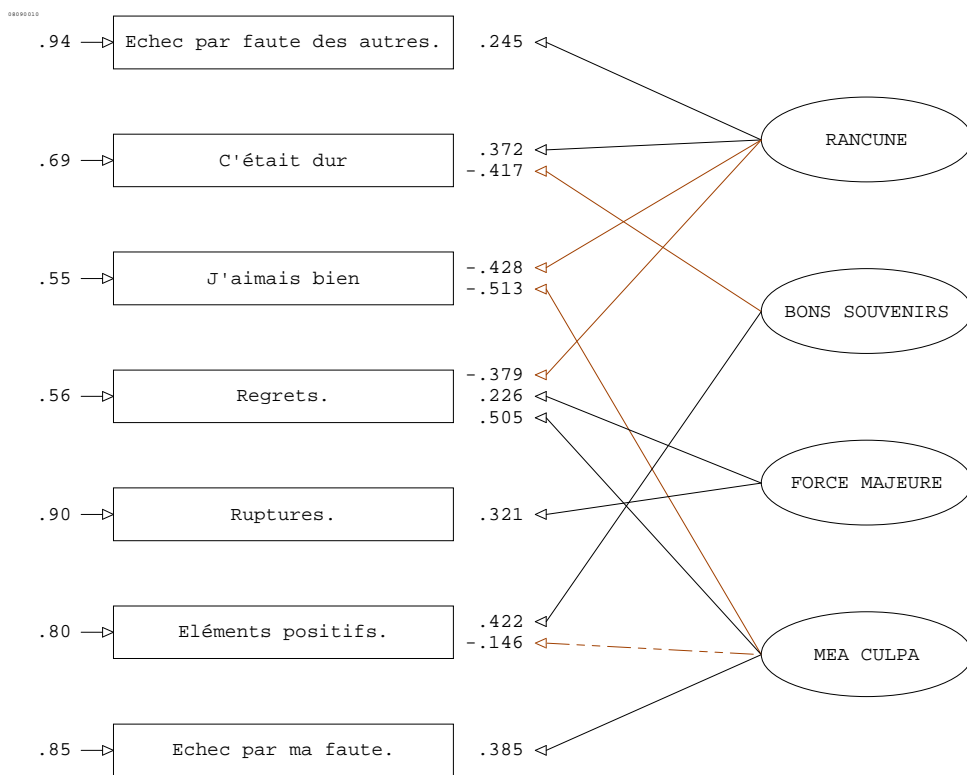 08090010
.94 Echec par faute des autres. .245
RANCUNE
.69 C'était dur .372
-.417
.55 J'aimais bien -.428
-.513
BONS SOUVENIRS
-.379
.56 Regrets. .226
.505
FORCE MAJEURE
.90 Ruptures. .321
.422
.80 Eléments positifs. -.146
MEA CULPA
.85 Echec par ma faute. .385